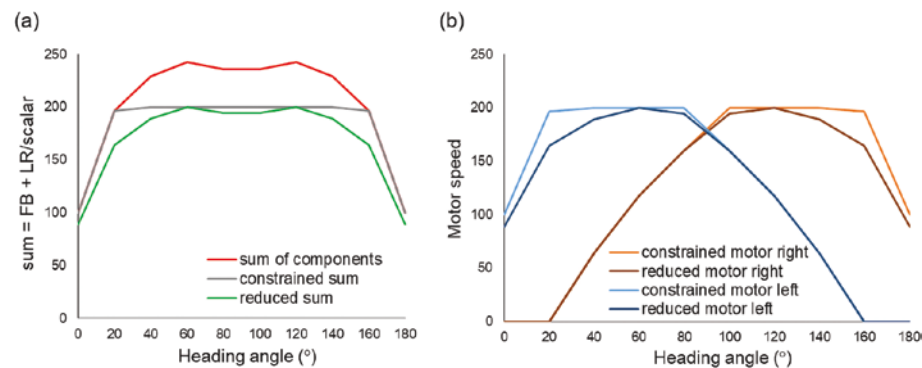 (a)
250
200
150
100
50
0
sum = FB + LR/scalar
sum of components
constrained sum
reduced sum
0 20 40 60 80 100 120 140 160 180
Heading angle (°)
(b)
250
200
150
100
50
0
Motor speed
constrained motor right
reduced motor right
constrained motor left
reduced motor left
0 20 40 60 80 100 120 140 160 180
Heading angle (°)